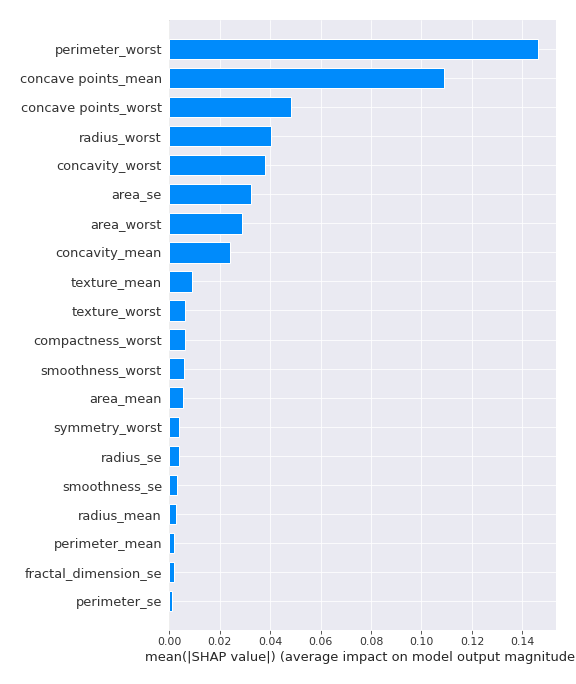 perimeter_worst
concave points_mean
concave points_worst
radius_worst
concavity_worst
area_se
area_worst
concavity_mean
texture_mean
texture_worst
compactness_worst
smoothness_worst
area_mean
symmetry_worst
radius_se
smoothness_se
radius_mean
perimeter_mean
fractal_dimension_se
perimeter_se
0.00 0.02 0.04 0.06 0.08 0.10 0.12 0.14
mean(|SHAP value|) (average impact on model output magnitude